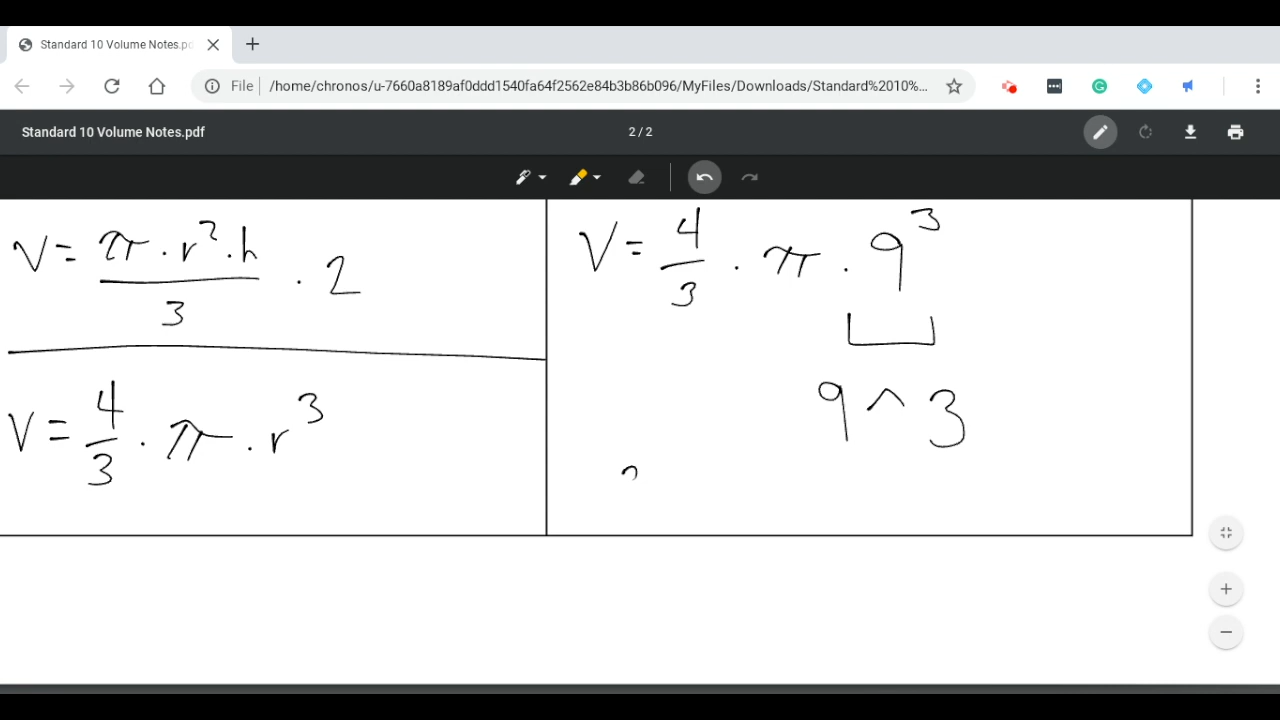 Standard 10 Volume Notes.pd
File
/home/chronos/u-7660a8189af0ddd1540fa64f2562e84b3b86b096/MyFiles/Downloads/Standard%2010%...
Standard 10 Volume Notes.pdf
2 / 2
V = π · r² · h / 3 · 2
V = 4/3 · π · r³
V = 4/3 · π · 9³
9 ^ 3